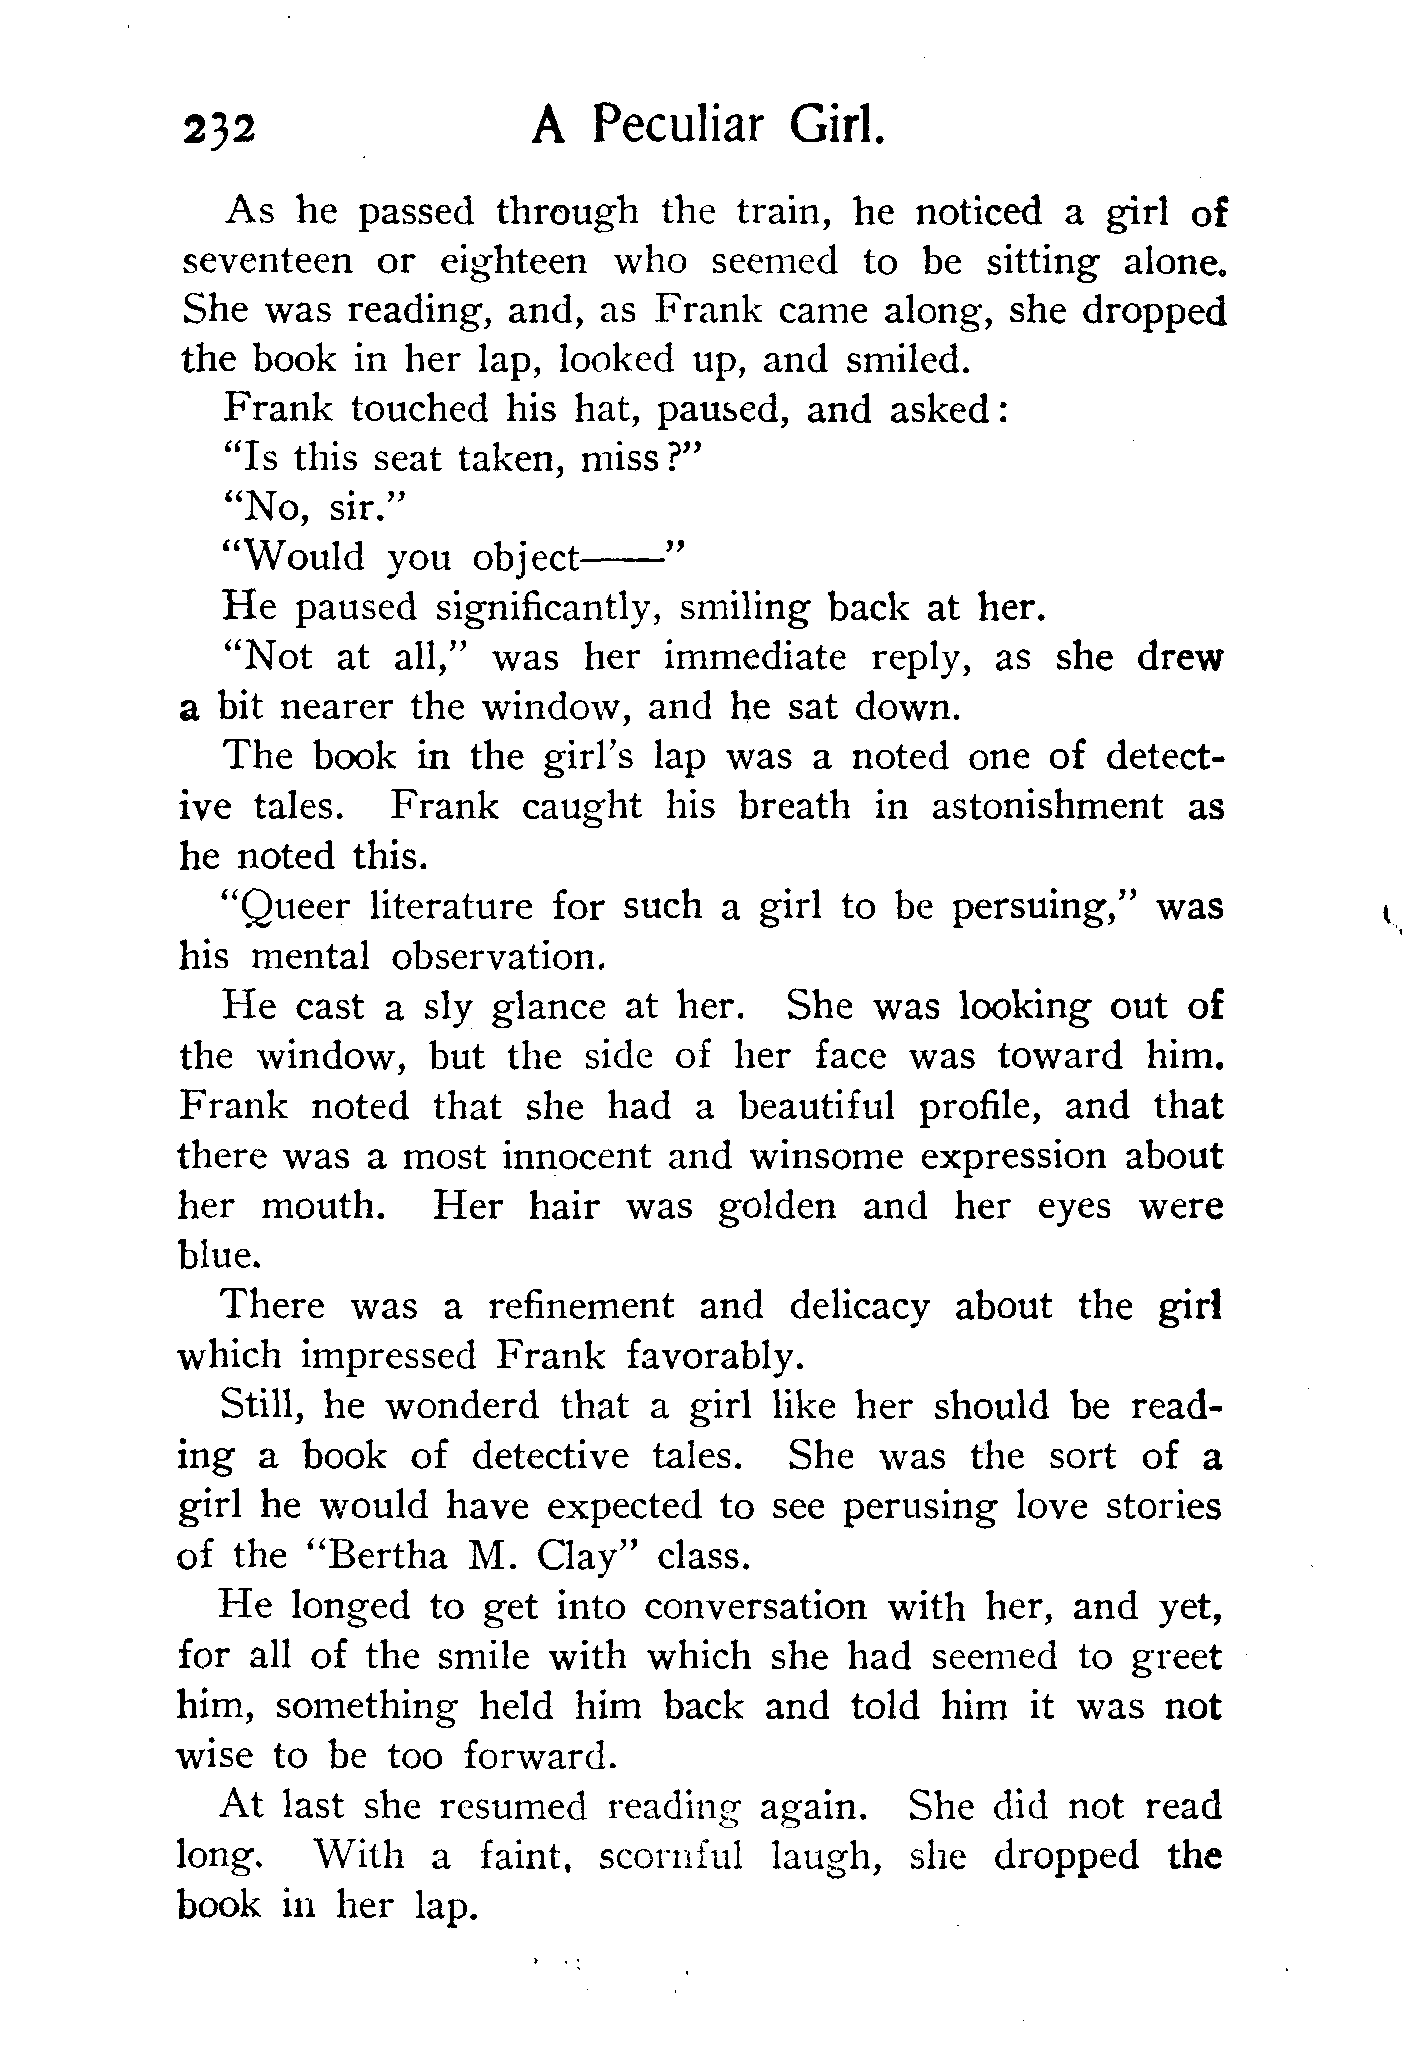 232 A Peculiar Girl.
As he passed through the train, he noticed a girl of
seventeen or eighteen who seemed to be sitting alone.
She was reading, and, as Frank came along, she dropped
the book in her lap, looked up, and smiled.
Frank touched his hat, paused, and asked:
“Is this seat taken, miss?”
“No, sir.”
“Would you object——”
He paused significantly, smiling back at her.
“Not at all,” was her immediate reply, as she drew
a bit nearer the window, and he sat down.
The book in the girl’s lap was a noted one of detect-
ive tales. Frank caught his breath in astonishment as
he noted this.
“Queer literature for such a girl to be persuing,” was
his mental observation.
He cast a sly glance at her. She was looking out of
the window, but the side of her face was toward him.
Frank noted that she had a beautiful profile, and that
there was a most innocent and winsome expression about
her mouth. Her hair was golden and her eyes were
blue.
There was a refinement and delicacy about the girl
which impressed Frank favorably.
Still, he wonderd that a girl like her should be read-
ing a book of detective tales. She was the sort of a
girl he would have expected to see perusing love stories
of the “Bertha M. Clay” class.
He longed to get into conversation with her, and yet,
for all of the smile with which she had seemed to greet
him, something held him back and told him it was not
wise to be too forward.
At last she resumed reading again. She did not read
long. With a faint, scornful laugh, she dropped the
book in her lap.